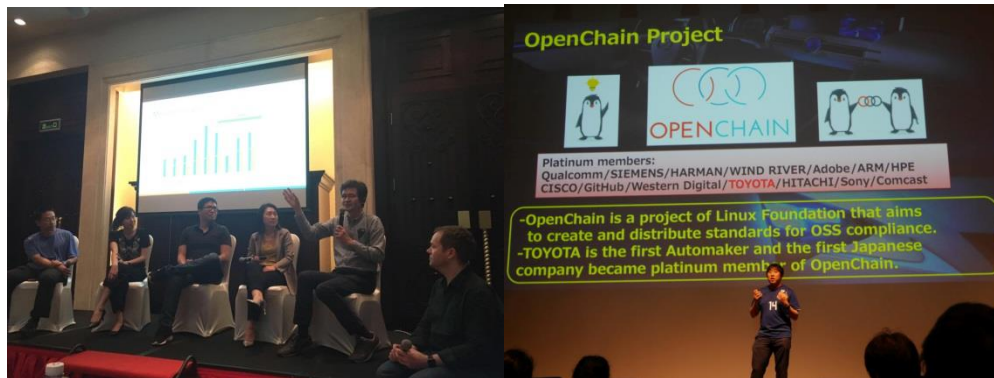 OpenChain Project
OPENCHAIN
Platinum members:
Qualcomm/SIEMENS/HARMAN/WIND RIVER/Adobe/ARM/HPE
CISCO/GitHub/Western Digital/TOYOTA/HITACHI/Sony/Comcast
-OpenChain is a project of Linux Foundation that aims
to create and distribute standards for OSS compliance.
-TOYOTA is the first Automaker and the first Japanese
company became platinum member of OpenChain.
14